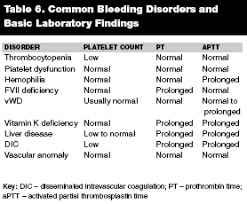 Table 6. Common Bleeding Disorders and
Basic Laboratory Findings
DISORDER PLATELET COUNT PT APTT
Thrombocytopenia Low Normal Normal
Platelet dysfunction Normal Normal Normal
Hemophilia Normal Normal Prolonged
FVII deficiency Normal Prolonged Normal
vWD Usually normal Normal Normal to
prolonged
Vitamin K deficiency Normal Prolonged Prolonged
Liver disease Low to normal Prolonged Prolonged
DIC Low Prolonged Prolonged
Vascular anomaly Normal Normal Normal
Key: DIC – disseminated intravascular coagulation; PT – prothrombin time;
aPTT – activated partial thromboplastin time